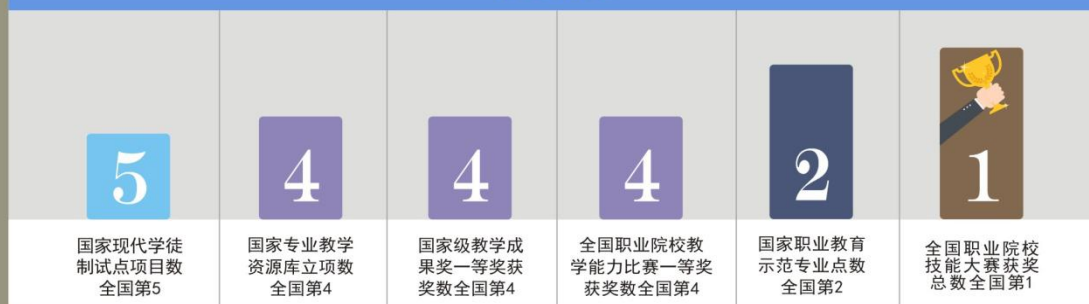 5
国家现代学徒
制试点项目数
全国第5
4
国家专业教学
资源库立项数
全国第4
4
国家级教学成
果奖一等奖获
奖数全国第4
4
全国职业院校教
学能力比赛一等奖
获奖数全国第4
2
国家职业教育
示范专业点数
全国第2
1
全国职业院校
技能大赛获奖
总数全国第1